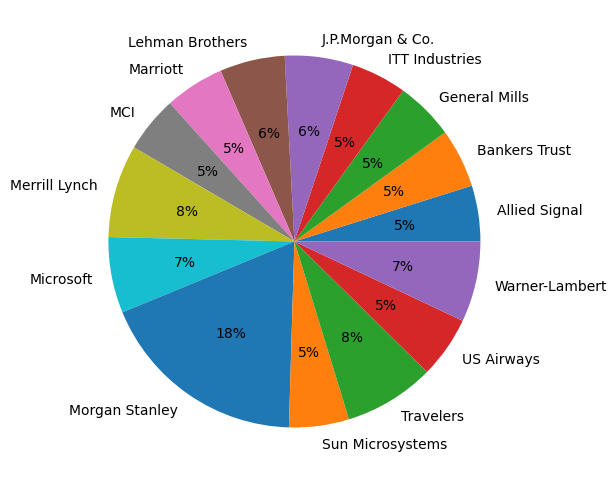 J.P.Morgan & Co.
Lehman Brothers
ITT Industries
Marriott
General Mills
MCI
6%
6%
5%
5%
Bankers Trust
5%
5%
Merrill Lynch
5%
Allied Signal
8%
5%
Microsoft
7%
7%
Warner-Lambert
5%
18%
8%
5%
US Airways
Morgan Stanley
Travelers
Sun Microsystems